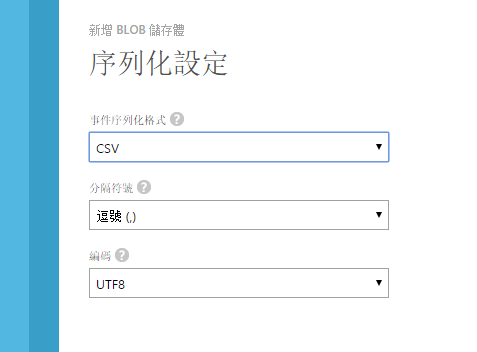 新增 BLOB 儲存體
序列化設定
事件序列化格式 ?
CSV
分隔符號 ?
逗號 (,)
編碼 ?
UTF8